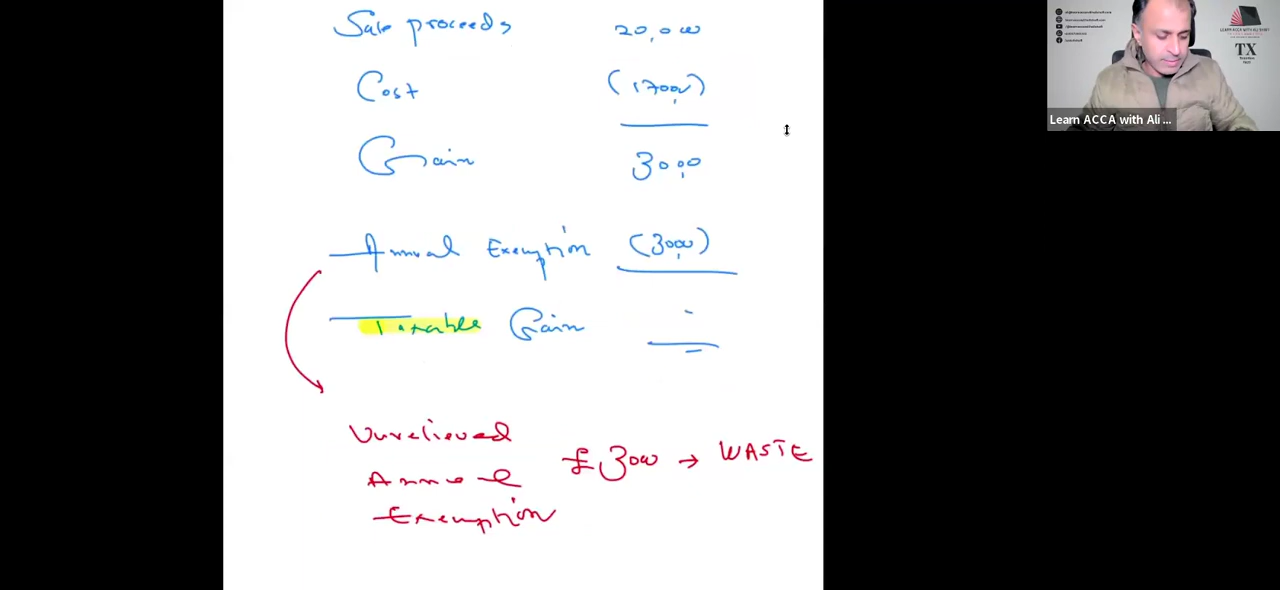 Sale proceeds 20,000
Cost (17000)
Gain 3000
Annual Exemption (3000)
Taxable Gain -
Unrelieved
Annual £3000 → WASTE
Exemption
TX
Learn ACCA with Ali ...